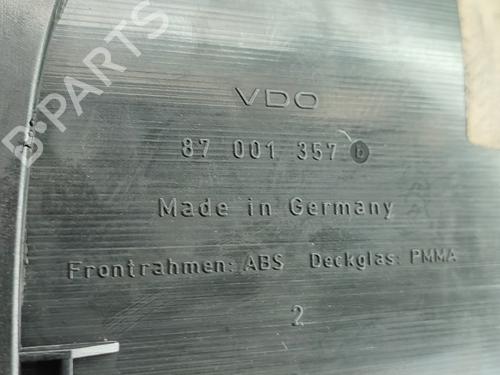 B-PARTS
VDO
87 001 357 b
Made in Germany
Frontrahmen: ABS Deckglas: PMMA
2